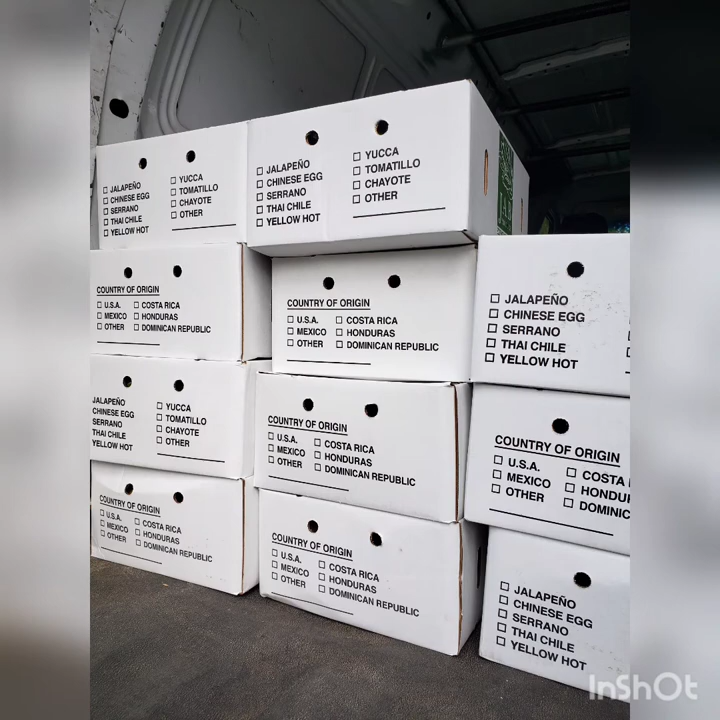 JALAPEÑO
CHINESE EGG
SERRANO
THAI CHILE
YELLOW HOT
YUCCA
TOMATILLO
CHAYOTE
OTHER
JALAPEÑO
CHINESE EGG
SERRANO
THAI CHILE
YELLOW HOT
YUCCA
TOMATILLO
CHAYOTE
OTHER
COUNTRY OF ORIGIN
U.S.A.
MEXICO
OTHER
COSTA RICA
HONDURAS
DOMINICAN REPUBLIC
COUNTRY OF ORIGIN
U.S.A.
MEXICO
OTHER
COSTA RICA
HONDURAS
DOMINICAN REPUBLIC
JALAPEÑO
CHINESE EGG
SERRANO
THAI CHILE
YELLOW HOT
JALAPEÑO
CHINESE EGG
SERRANO
THAI CHILE
YELLOW HOT
YUCCA
TOMATILLO
CHAYOTE
OTHER
COUNTRY OF ORIGIN
U.S.A.
MEXICO
OTHER
COSTA RICA
HONDURAS
DOMINICAN REPUBLIC
COUNTRY OF ORIGIN
U.S.A.
MEXICO
OTHER
COSTA
HONDU
DOMINIC
COUNTRY OF ORIGIN
U.S.A.
MEXICO
OTHER
COSTA RICA
HONDURAS
DOMINICAN REPUBLIC
COUNTRY OF ORIGIN
U.S.A.
MEXICO
OTHER
COSTA RICA
HONDURAS
DOMINICAN REPUBLIC
JALAPEÑO
CHINESE EGG
SERRANO
THAI CHILE
YELLOW HOT
InShOt